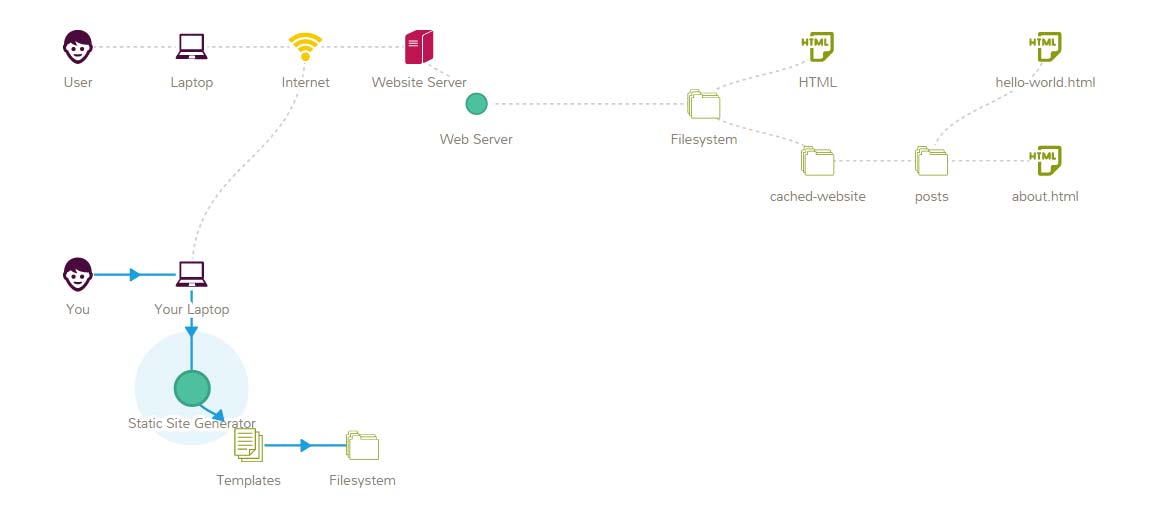 HTML
HTML
User
Laptop
Internet
Website Server
HTML
hello-world.html
Web Server
Filesystem
HTML
cached-website
posts
about.html
You
Your Laptop
Static Site Generator
Templates
Filesystem